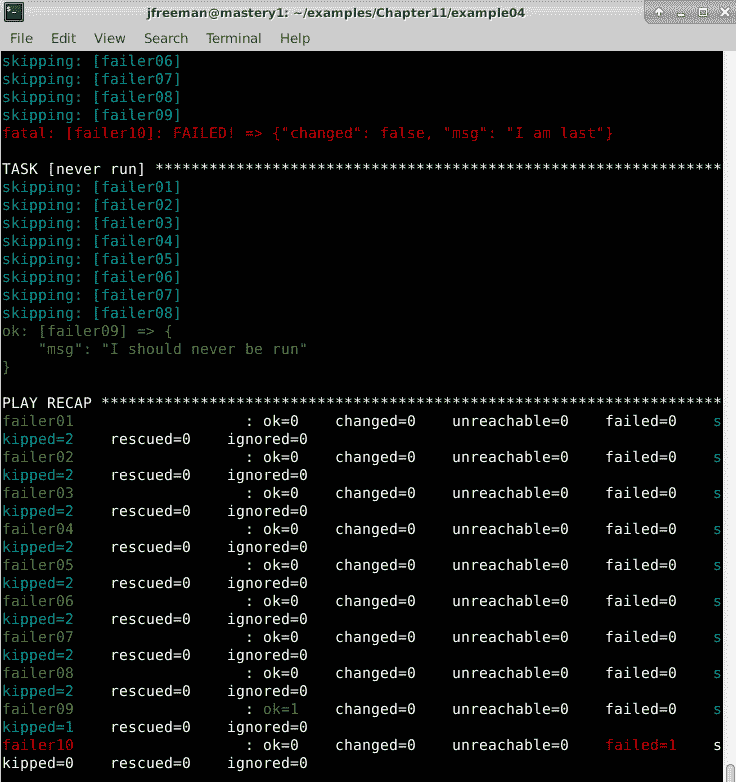 jfreeman@mastery1: ~/examples/Chapter11/example04
File Edit View Search Terminal Help
skipping: [failer06]
skipping: [failer07]
skipping: [failer08]
skipping: [failer09]
fatal: [failer10]: FAILED! => {"changed": false, "msg": "I am last"}
TASK [never run] ***************************************************************
skipping: [failer01]
skipping: [failer02]
skipping: [failer03]
skipping: [failer04]
skipping: [failer05]
skipping: [failer06]
skipping: [failer07]
skipping: [failer08]
ok: [failer09] => {
    "msg": "I should never be run"
}
PLAY RECAP *********************************************************************
failer01                   : ok=0    changed=0    unreachable=0    failed=0    s
kipped=2    rescued=0    ignored=0
failer02                   : ok=0    changed=0    unreachable=0    failed=0    s
kipped=2    rescued=0    ignored=0
failer03                   : ok=0    changed=0    unreachable=0    failed=0    s
kipped=2    rescued=0    ignored=0
failer04                   : ok=0    changed=0    unreachable=0    failed=0    s
kipped=2    rescued=0    ignored=0
failer05                   : ok=0    changed=0    unreachable=0    failed=0    s
kipped=2    rescued=0    ignored=0
failer06                   : ok=0    changed=0    unreachable=0    failed=0    s
kipped=2    rescued=0    ignored=0
failer07                   : ok=0    changed=0    unreachable=0    failed=0    s
kipped=2    rescued=0    ignored=0
failer08                   : ok=0    changed=0    unreachable=0    failed=0    s
kipped=2    rescued=0    ignored=0
failer09                   : ok=1    changed=0    unreachable=0    failed=0    s
kipped=1    rescued=0    ignored=0
failer10                   : ok=0    changed=0    unreachable=0    failed=1    s
kipped=0    rescued=0    ignored=0